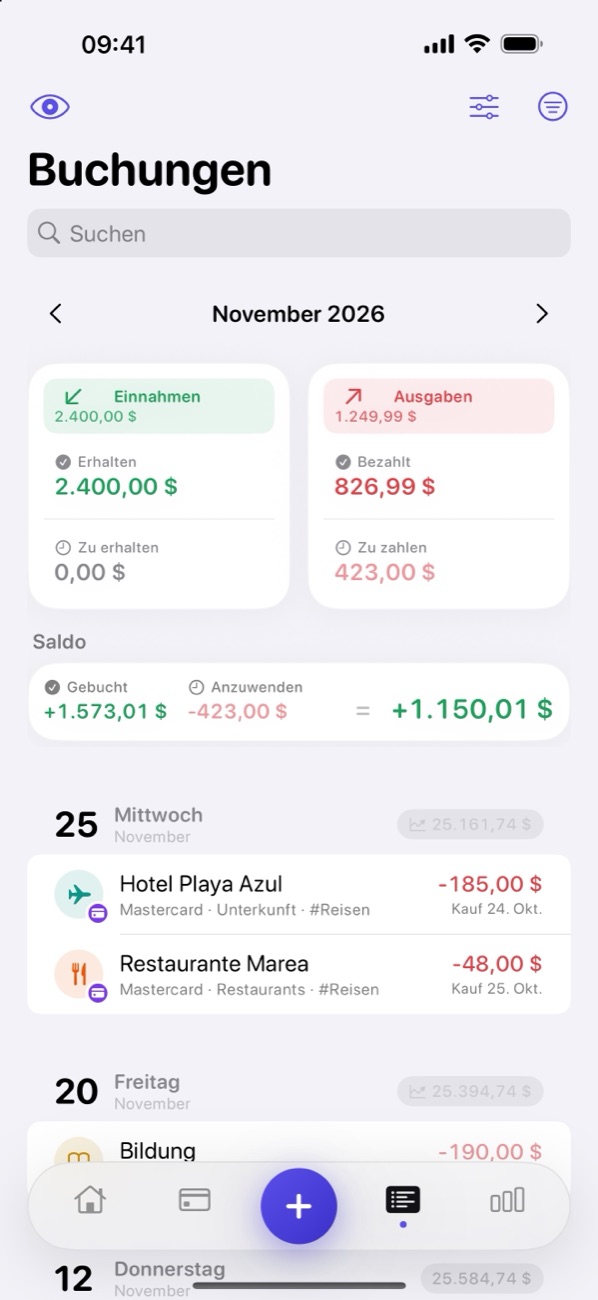 09:41
Buchungen
Suchen
November 2026
Einnahmen
2.400,00 $
Erhalten
2.400,00 $
Zu erhalten
0,00 $
Ausgaben
1.249,99 $
Bezahlt
826,99 $
Zu zahlen
423,00 $
Saldo
Gebucht
+1.573,01 $
Anzuwenden
-423,00 $
= +1.150,01 $
25 Mittwoch
November
25.161,74 $
Hotel Playa Azul -185,00 $
Mastercard · Unterkunft · #Reisen Kauf 24. Okt.
Restaurante Marea -48,00 $
Mastercard · Restaurants · #Reisen Kauf 25. Okt.
20 Freitag
November
25.394,74 $
Bildung -190,00 $
12 Donnerstag
November
25.584,74 $